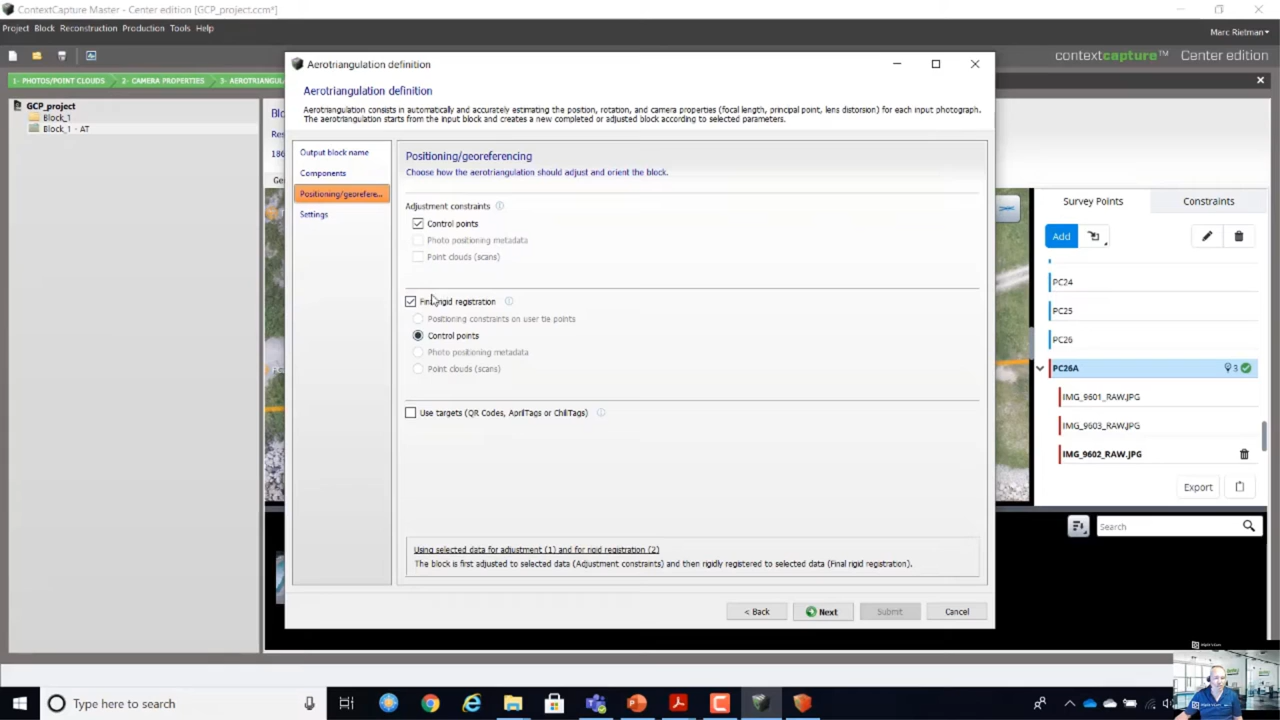 ContextCapture Master - Center edition [GCP_project.ccm*]
Project Block Reconstruction Production Tools Help
Marc Rietman
contextcapture™ Center edition
1- PHOTOS/POINT CLOUDS 2- CAMERA PROPERTIES 3- AEROTRIANGUL
GCP_project
Block_1
Block_1 - AT
Aerotriangulation definition
Aerotriangulation definition
Aerotriangulation consists in automatically and accurately estimating the position, rotation, and camera properties (focal length, principal point, lens distorsion) for each input photograph.
The aerotriangulation starts from the input block and creates a new completed or adjusted block according to selected parameters.
Output block name
Components
Positioning/georefere...
Settings
Positioning/georeferencing
Choose how the aerotriangulation should adjust and orient the block.
Adjustment constraints
Control points
Photo positioning metadata
Point clouds (scans)
Final rigid registration
Positioning constraints on user tie points
Control points
Photo positioning metadata
Point clouds (scans)
Use targets (QR Codes, AprilTags or ChiliTags)
Using selected data for adjustment (1) and for rigid registration (2)
The block is first adjusted to selected data (Adjustment constraints) and then rigidly registered to selected data (Final rigid registration).
< Back Next Submit Cancel
Survey Points Constraints
Add
PC24
PC25
PC26
PC26A 3
IMG_9601_RAW.JPG
IMG_9603_RAW.JPG
IMG_9602_RAW.JPG
Export
Search
Type here to search